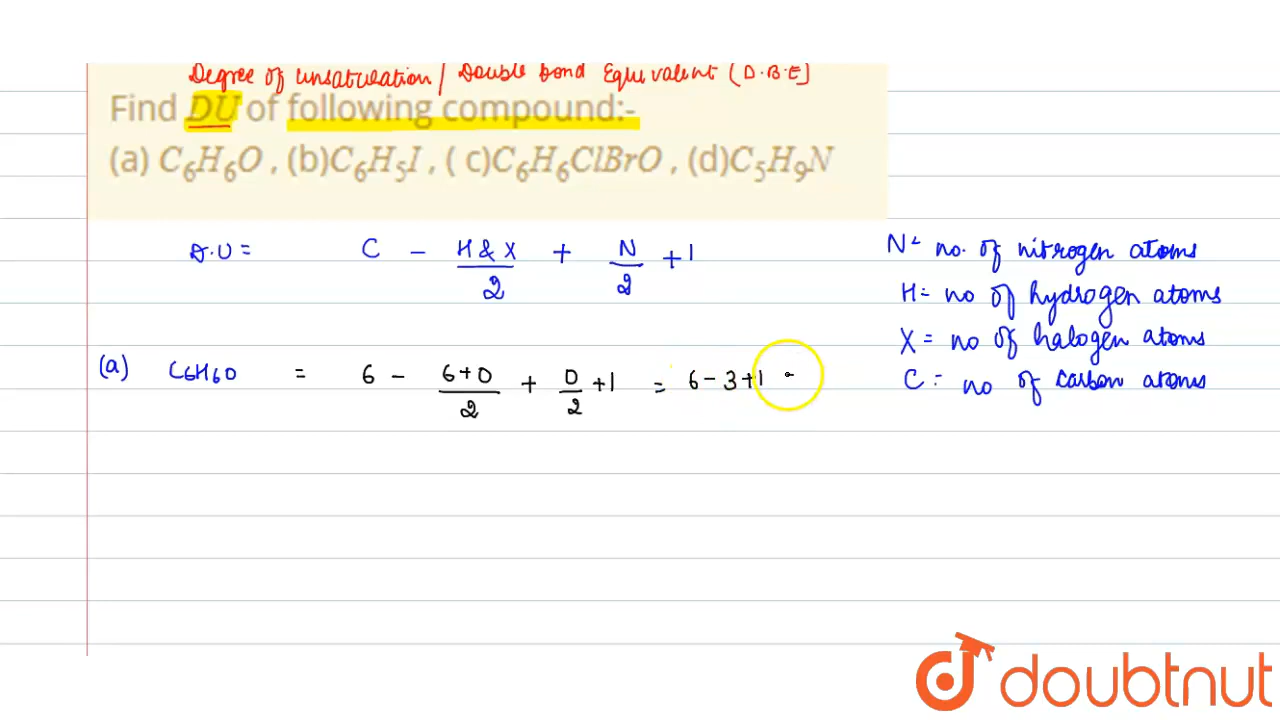 Degree of unsaturation / Double bond Equivalent (D.B.E]
Find DU of following compound:-
(a) C₆H₆O , (b)C₆H₅I , ( c)C₆H₆ClBrO , (d)C₅H₉N
D.U = C - H & X/2 + N/2 + 1
N = no. of nitrogen atoms
H = no of hydrogen atoms
X = no of halogen atoms
C = no of carbon atoms
(a) C₆H₆O = 6 - 6+0/2 + 0/2 + 1 = 6 - 3 + 1 -
doubtnut